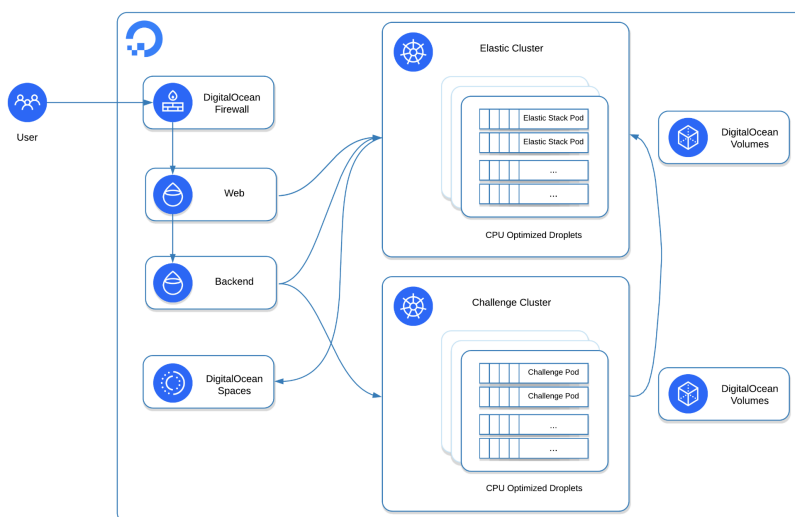 User
DigitalOcean
Firewall
Web
Backend
DigitalOcean
Spaces
Elastic Cluster
Elastic Stack Pod
Elastic Stack Pod
...
...
CPU Optimized Droplets
Challenge Cluster
Challenge Pod
Challenge Pod
...
...
CPU Optimized Droplets
DigitalOcean
Volumes
DigitalOcean
Volumes